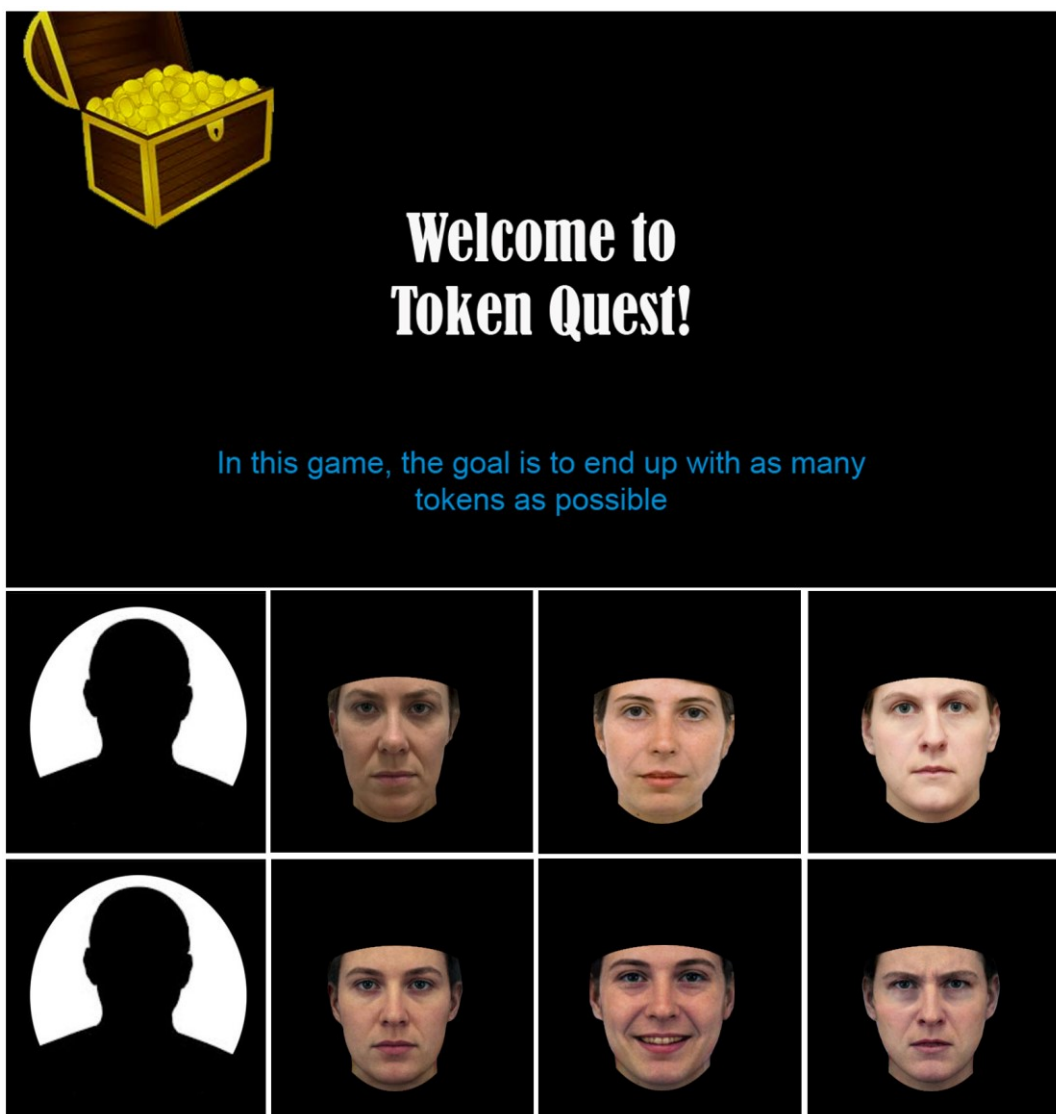 Welcome to
Token Quest!
In this game, the goal is to end up with as many
tokens as possible